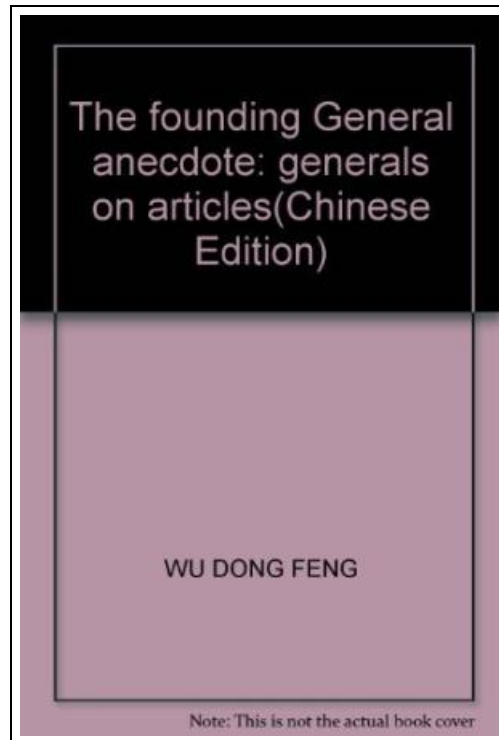 The founding General
anecdote: generals
on articles(Chinese
Edition)
WU DONG FENG
Note: This is not the actual book cover